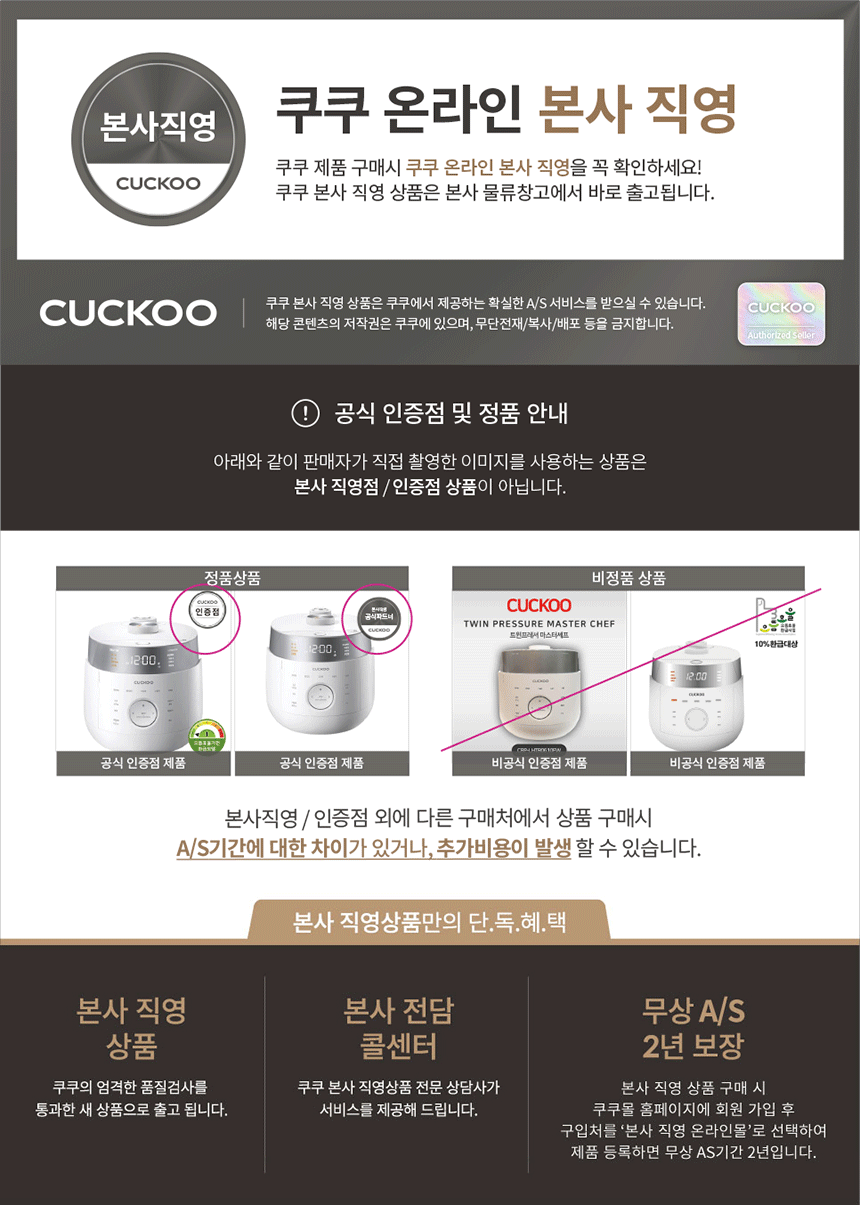 본사직영
CUCKOO
쿠쿠 온라인 본사 직영
쿠쿠 제품 구매시 쿠쿠 온라인 본사 직영을 꼭 확인하세요!
쿠쿠 본사 직영 상품은 본사 물류창고에서 바로 출고됩니다.
CUCKOO
쿠쿠 본사 직영 상품은 쿠쿠에서 제공하는 확실한 A/S 서비스를 받으실 수 있습니다.
해당 콘텐츠의 저작권은 쿠쿠에 있으며, 무단전재/복사/배포 등을 금지합니다.
CUCKOO
Authorized Seller
! 공식 인증점 및 정품 안내
아래와 같이 판매자가 직접 촬영한 이미지를 사용하는 상품은
본사 직영점 / 인증점 상품이 아닙니다.
정품상품
CUCKOO
인증점
12:00
CUCKOO
공식 인증점 제품
공식파트너
CUCKOO
12:00
CUCKOO
공식 인증점 제품
비정품 상품
CUCKOO
TWIN PRESSURE MASTER CHEF
트윈프레셔 마스터셰프
CUCKOO
비공식 인증점 제품
10%환급대상
12:00
CUCKOO
비공식 인증점 제품
본사직영 / 인증점 외에 다른 구매처에서 상품 구매시
A/S기간에 대한 차이가 있거나, 추가비용이 발생 할 수 있습니다.
본사 직영상품만의 단.독.혜.택
본사 직영
상품
쿠쿠의 엄격한 품질검사를
통과한 새 상품으로 출고 됩니다.
본사 전담
콜센터
쿠쿠 본사 직영상품 전문 상담사가
서비스를 제공해 드립니다.
무상 A/S
2년 보장
본사 직영 상품 구매 시
쿠쿠몰 홈페이지에 회원 가입 후
구입처를 ‘본사 직영 온라인몰’로 선택하여
제품 등록하면 무상 AS기간 2년입니다.